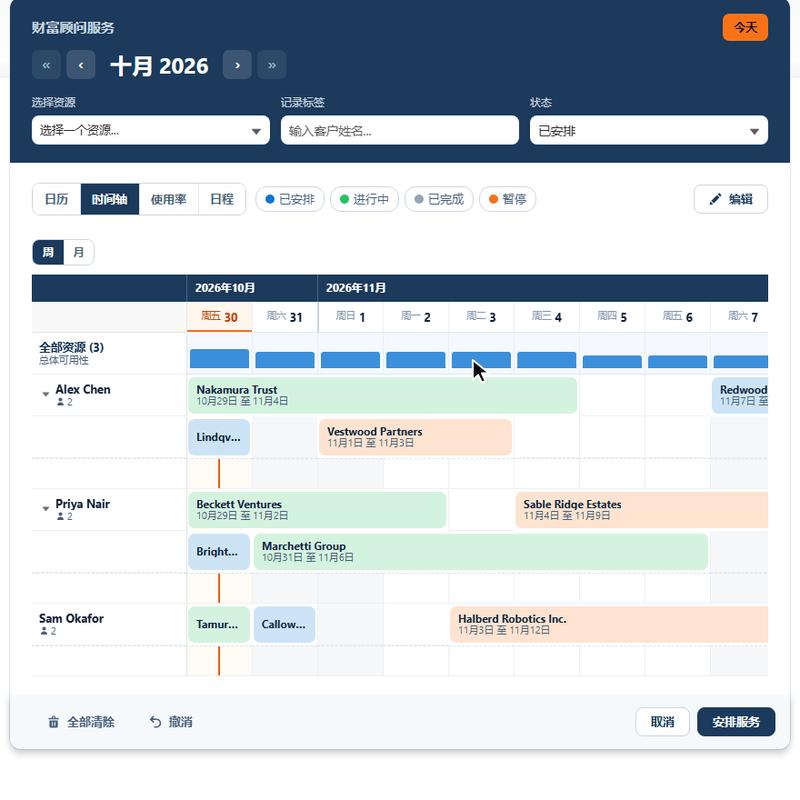 财富顾问服务
今天
« ‹ 十月 2026 › »
选择资源 记录标签 状态
选择一个资源... 输入客户姓名... 已安排
日历 时间轴 使用率 日程 已安排 进行中 已完成 暂停 编辑
周 月
2026年10月 2026年11月
周五 30 周六 31 周日 1 周一 2 周二 3 周三 4 周四 5 周五 6 周六 7
全部资源 (3)
总体可用性
Alex Chen
2
Nakamura Trust
10月29日 至 11月4日
Redwood
11月7日 至
Lindqv...
Vestwood Partners
11月1日 至 11月3日
Priya Nair
2
Beckett Ventures
10月29日 至 11月2日
Sable Ridge Estates
11月4日 至 11月9日
Bright...
Marchetti Group
10月31日 至 11月6日
Sam Okafor
2
Tamur...
Callow...
Halberd Robotics Inc.
11月3日 至 11月12日
全部清除 撤消 取消 安排服务